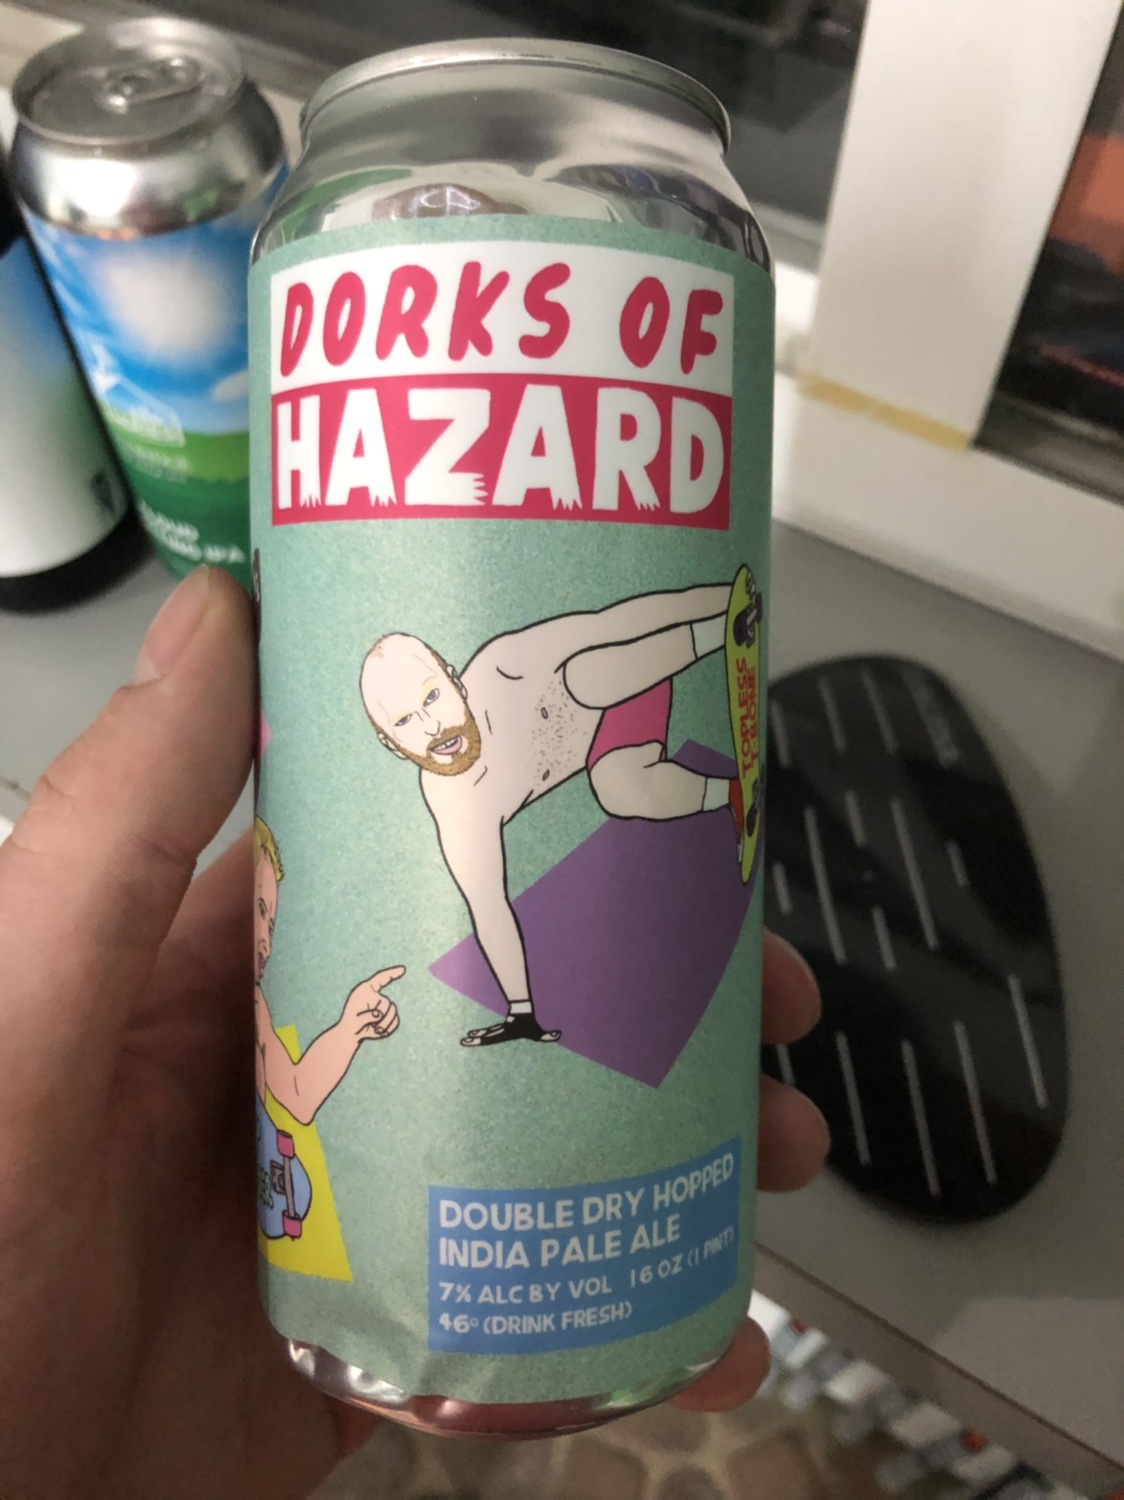 DORKS OF
HAZARD
TOPLESS
DOUBLE DRY HOPPED
INDIA PALE ALE
7% ALC BY VOL 16 OZ (1 PINT)
46° (DRINK FRESH)
IPA